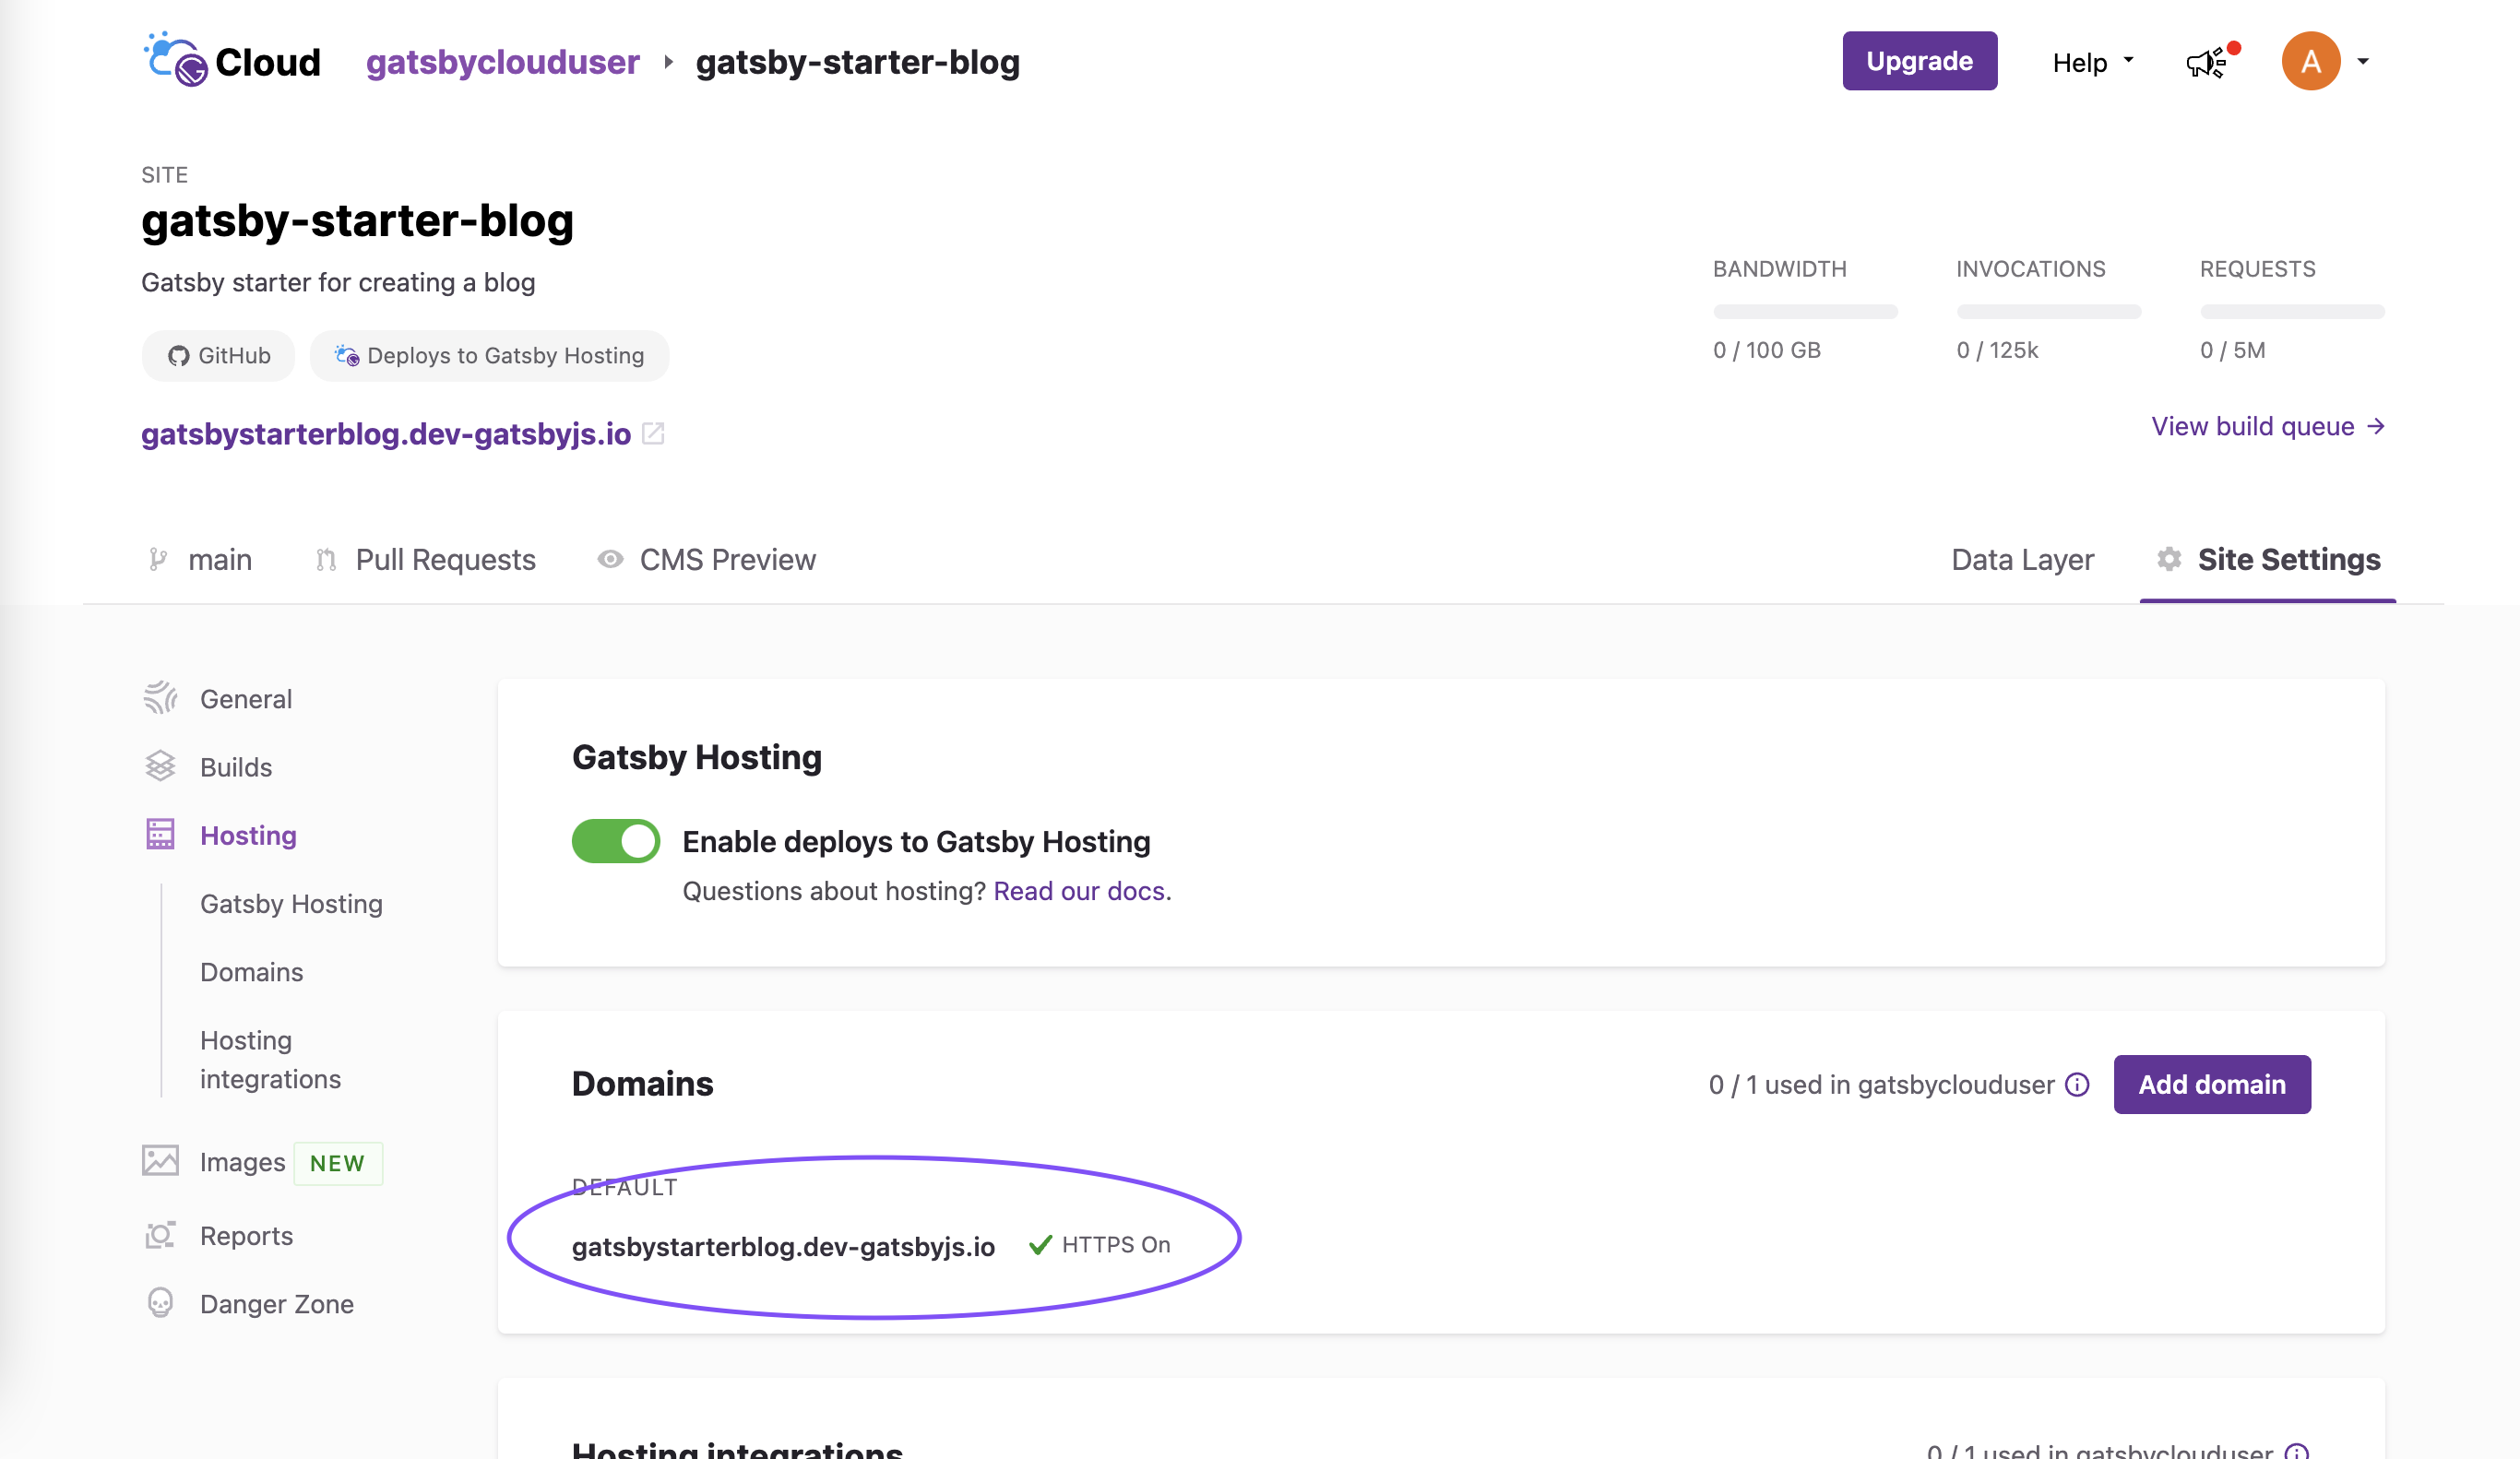 Cloud gatsbyclouduser gatsby-starter-blog Upgrade Help A
SITE
gatsby-starter-blog
Gatsby starter for creating a blog
GitHub Deploys to Gatsby Hosting
gatsbystarterblog.dev-gatsbyjs.io
BANDWIDTH INVOCATIONS REQUESTS
0 / 100 GB 0 / 125k 0 / 5M
View build queue →
main Pull Requests CMS Preview Data Layer Site Settings
General
Builds
Hosting
Gatsby Hosting
Domains
Hosting
integrations
Images NEW
Reports
Danger Zone
Gatsby Hosting
Enable deploys to Gatsby Hosting
Questions about hosting? Read our docs.
Domains 0 / 1 used in gatsbyclouduser Add domain
DEFAULT
gatsbystarterblog.dev-gatsbyjs.io HTTPS On
Hosting integrations 0 / 1 used in gatsbyclouduser